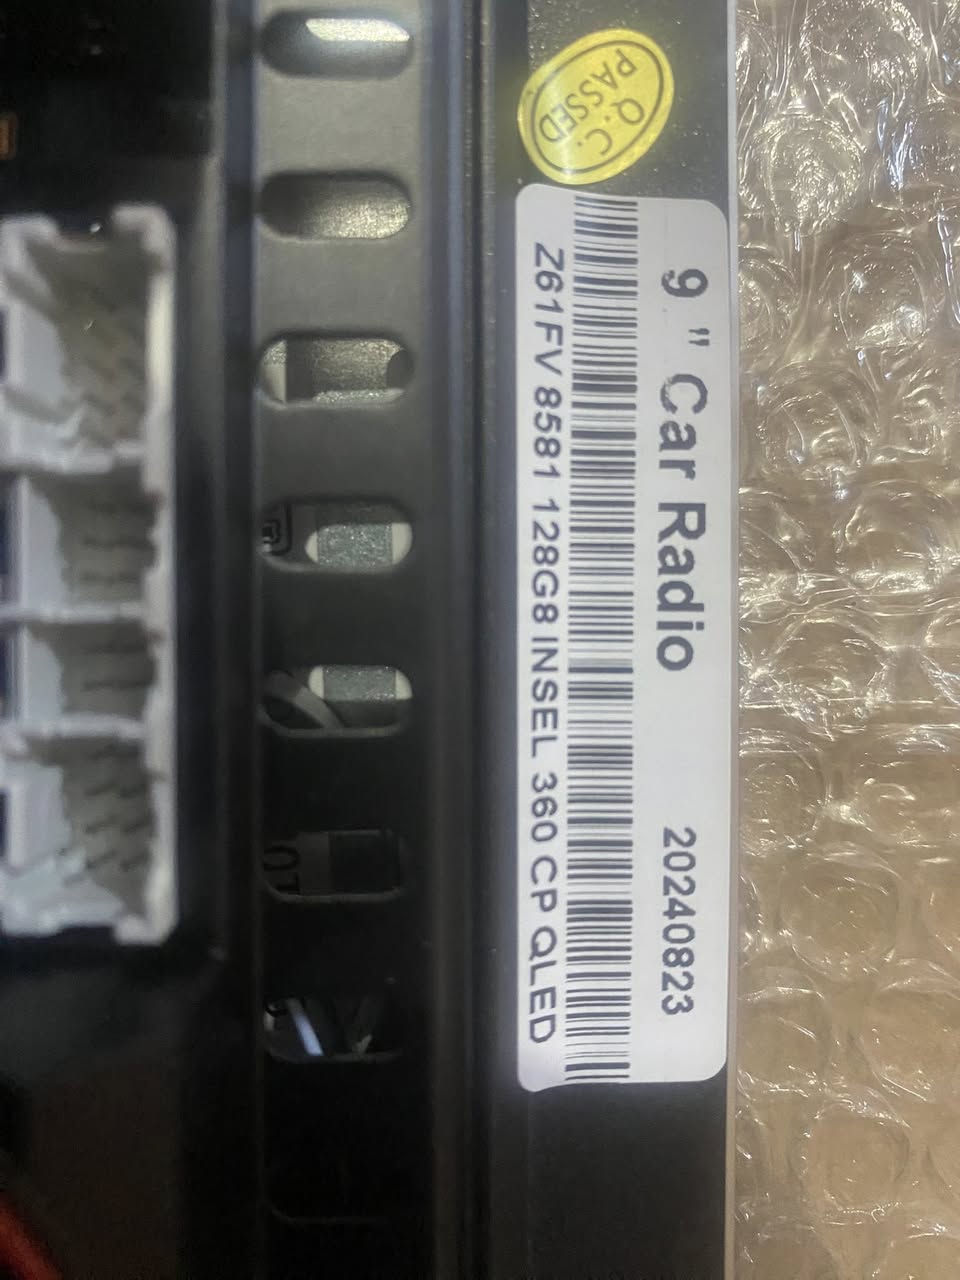 Q.C.
PASSED
9 " Car Radio 20240823
Z61FV 8581 128G8 INSEL 360 CP QLED